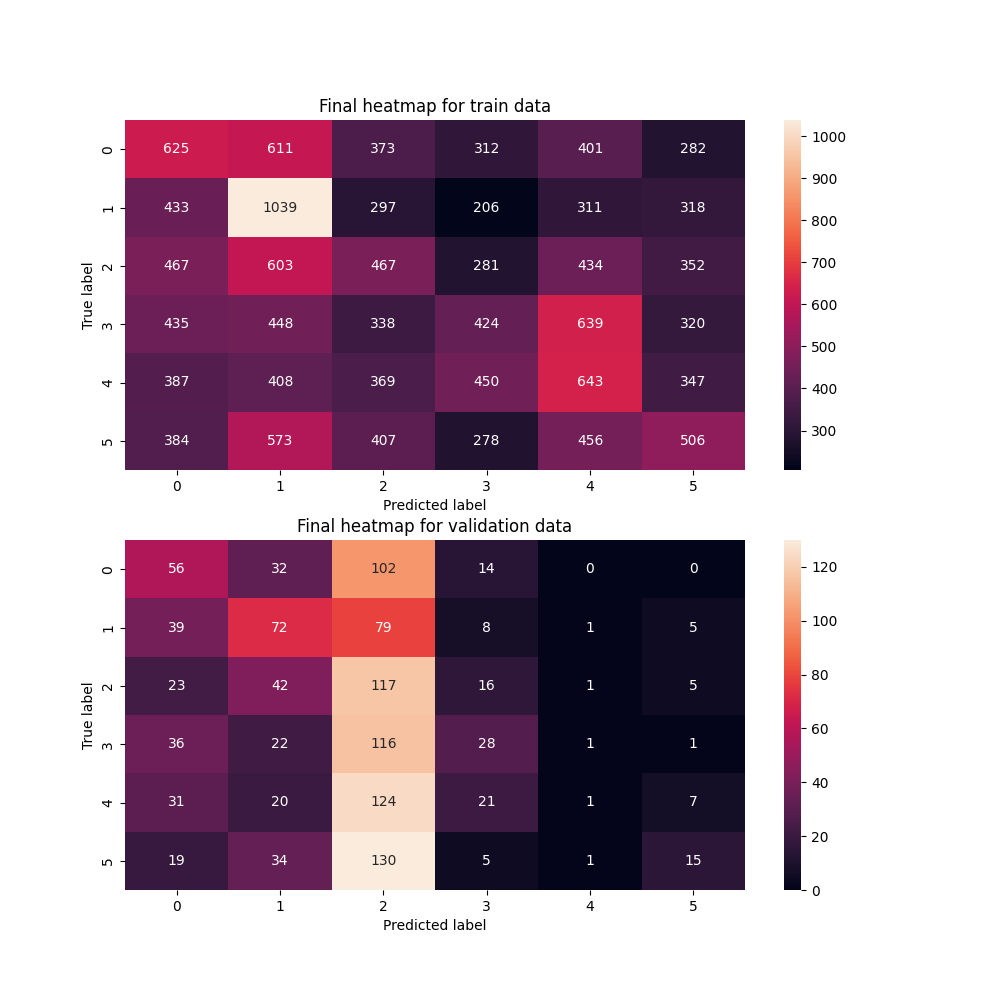 Final heatmap for train data
0 625 611 373 312 401 282
1 433 1039 297 206 311 318
2 467 603 467 281 434 352
3 435 448 338 424 639 320
4 387 408 369 450 643 347
5 384 573 407 278 456 506
0 1 2 3 4 5
Predicted label
True label
1000
900
800
700
600
500
400
300
Final heatmap for validation data
0 56 32 102 14 0 0
1 39 72 79 8 1 5
2 23 42 117 16 1 5
3 36 22 116 28 1 1
4 31 20 124 21 1 7
5 19 34 130 5 1 15
0 1 2 3 4 5
Predicted label
True label
120
100
80
60
40
20
0